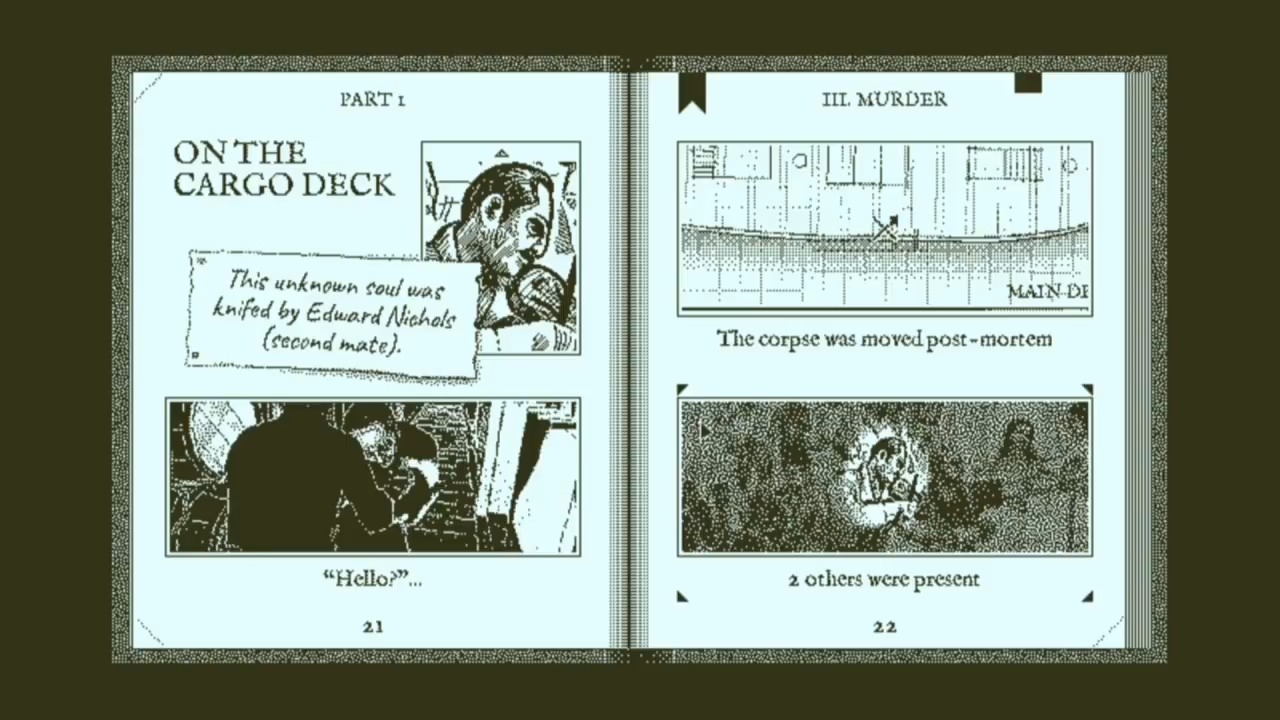 PART 1
ON THE
CARGO DECK
This unknown soul was
knifed by Edward Nichols
(second mate).
“Hello?”...
21
III. MURDER
MAIN DE
The corpse was moved post-mortem
2 others were present
22